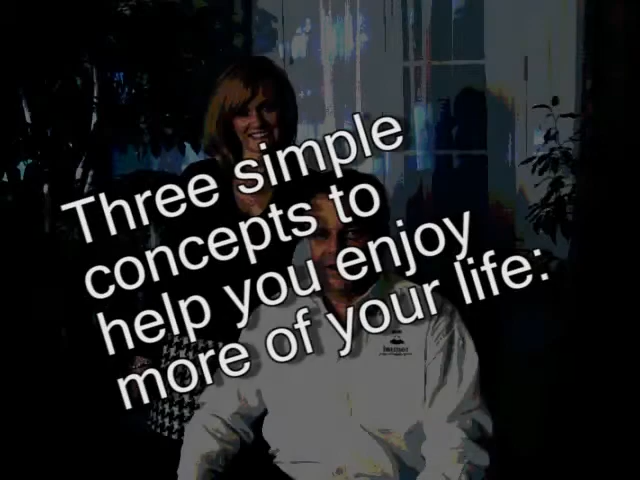 Three simple
concepts to
help you enjoy
more of your life: